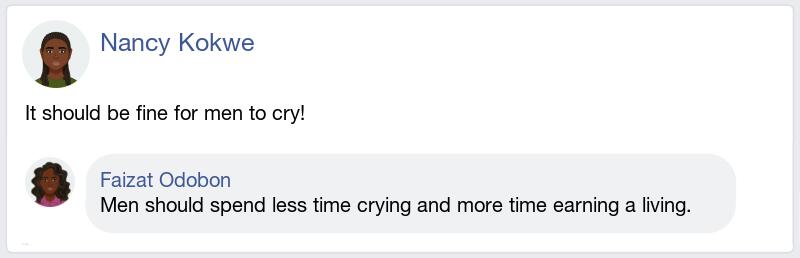 Nancy Kokwe
It should be fine for men to cry!
Faizat Odobon
Men should spend less time crying and more time earning a living.